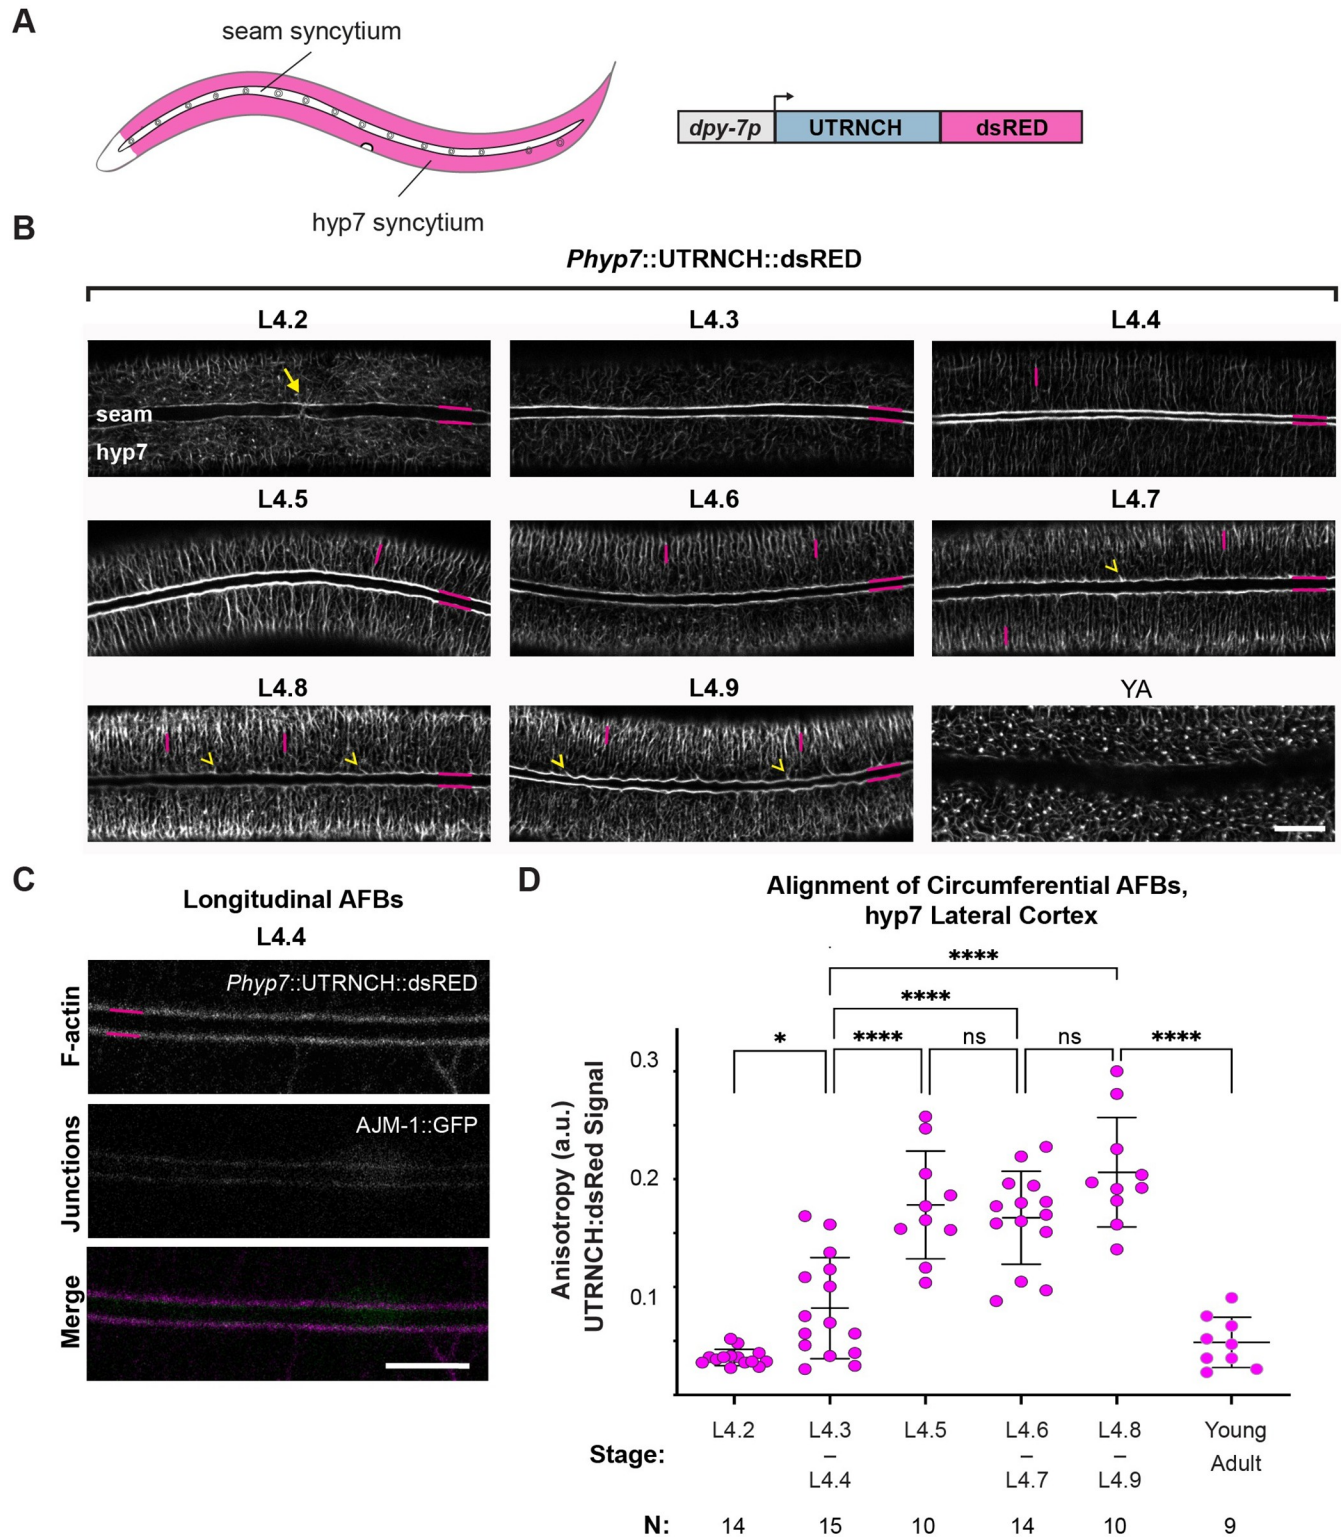 A
seam syncytium
dpy-7p UTRNCH dsRED
hyp7 syncytium
B
Phyp7::UTRNCH::dsRED
L4.2 L4.3 L4.4
seam
hyp7
L4.5 L4.6 L4.7
L4.8 L4.9 YA
C
Longitudinal AFBs
L4.4
F-actin
Phyp7::UTRNCH::dsRED
Junctions
AJM-1::GFP
Merge
D
Alignment of Circumferential AFBs,
hyp7 Lateral Cortex
****
****
* **** ns ns ****
Anisotropy (a.u.)
UTRNCH:dsRed Signal
0.3
0.2
0.1
Stage:
L4.2
L4.3
–
L4.4
L4.5
L4.6
–
L4.7
L4.8
–
L4.9
Young
Adult
N: 14 15 10 14 10 9